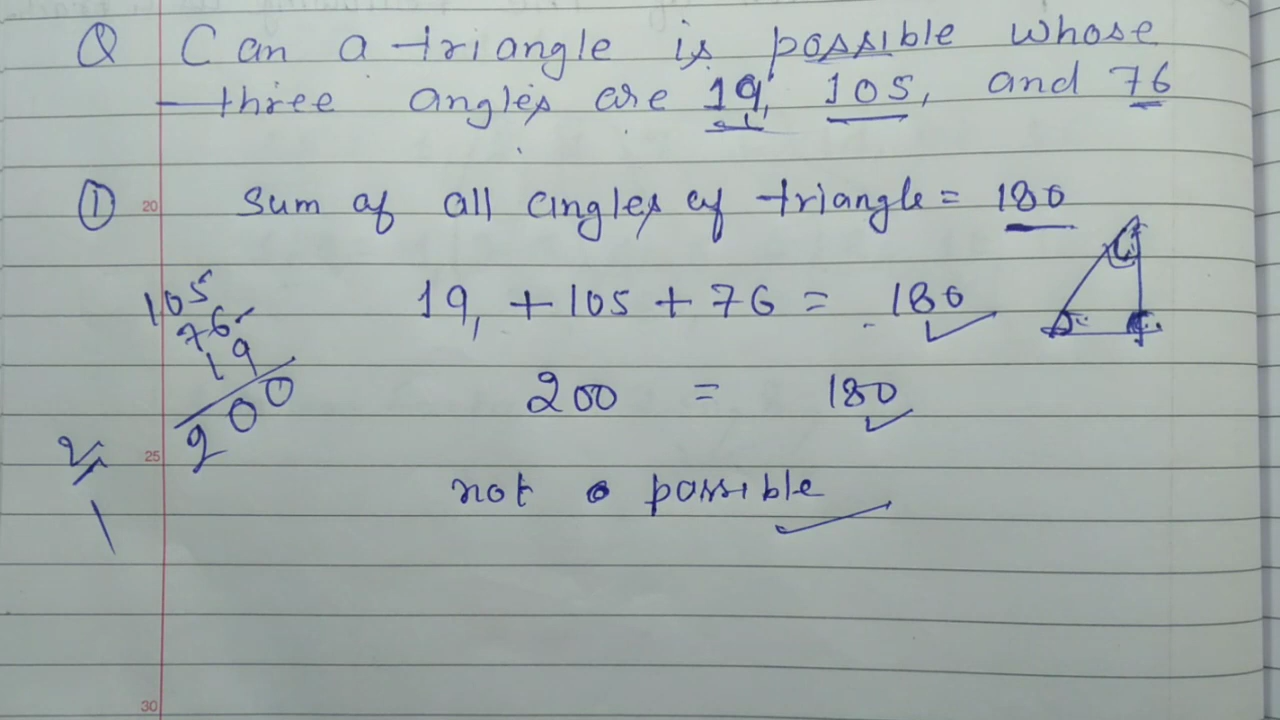 Q Can a triangle is possible whose
three angles are 19, 105, and 76
① Sum of all angles of triangle = 180
20
19, + 105 + 76 = 180
105
76
19
200
200 = 180
25
not possible
30